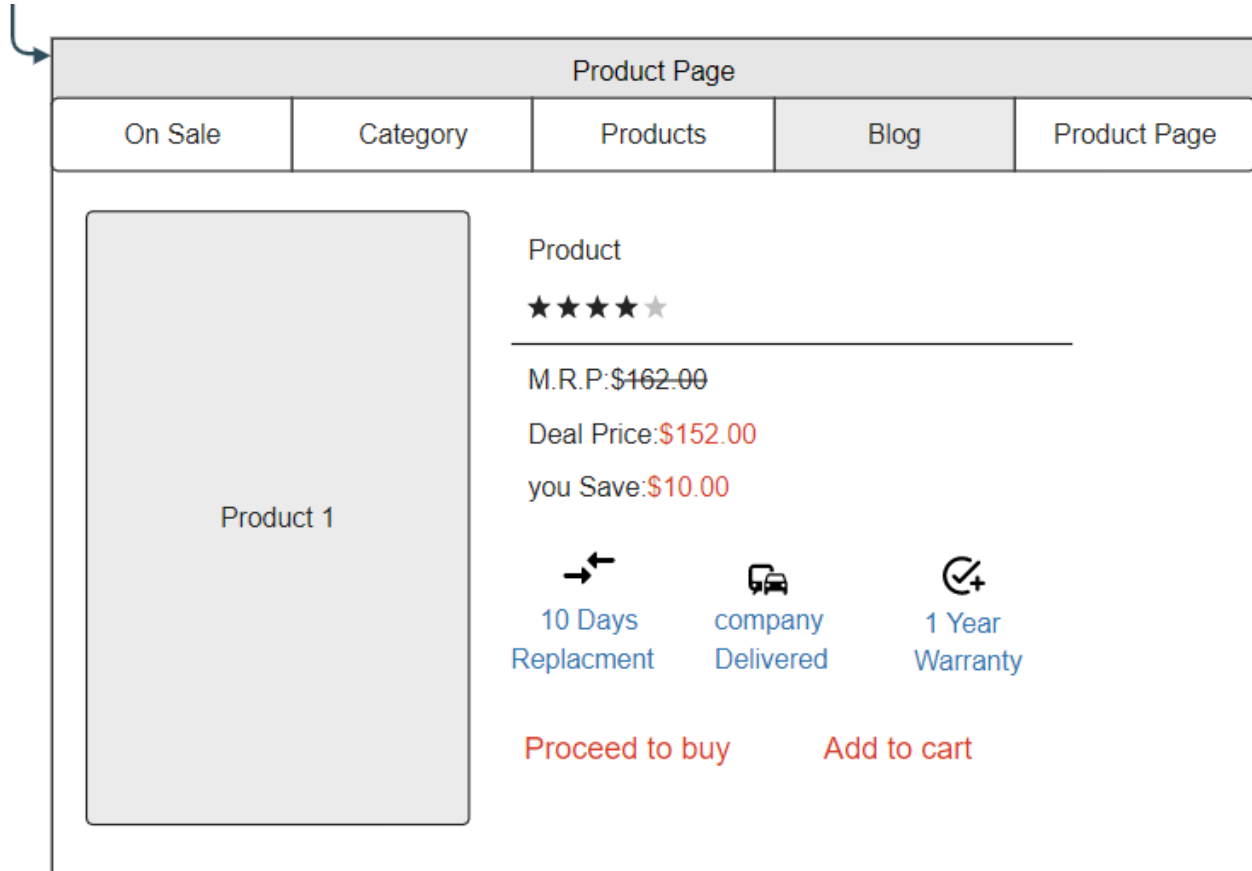 Product Page
On Sale
Category
Products
Blog
Product Page
Product 1
Product
M.R.P:$162.00
Deal Price:$152.00
you Save:$10.00
10 Days
Replacment
company
Delivered
1 Year
Warranty
Proceed to buy
Add to cart